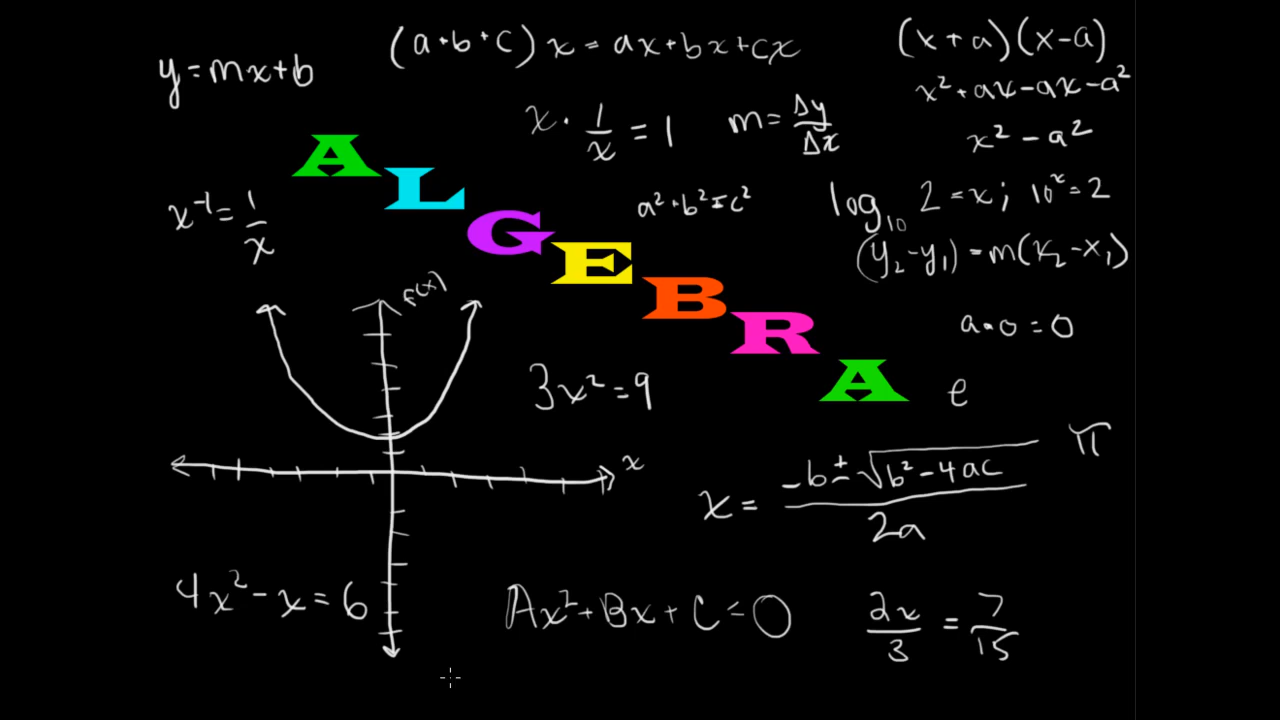 y = mx + b
(a + b + c) x = ax + bx + cx
(x + a)(x - a)
x² + ax - ax - a²
x² - a²
x · 1/x = 1
m = Δy/Δx
ALGEBRA
x⁻¹ = 1/x
a² + b² = c²
log₁₀ 2 = x; 10ˣ = 2
(y₂ - y₁) = m(x₂ - x₁)
f(x)
a · 0 = 0
3x² = 9
e
π
x
x = -b ± √b² - 4ac / 2a
4x² - x = 6
Ax² + Bx + C = 0
2x/3 = 7/15